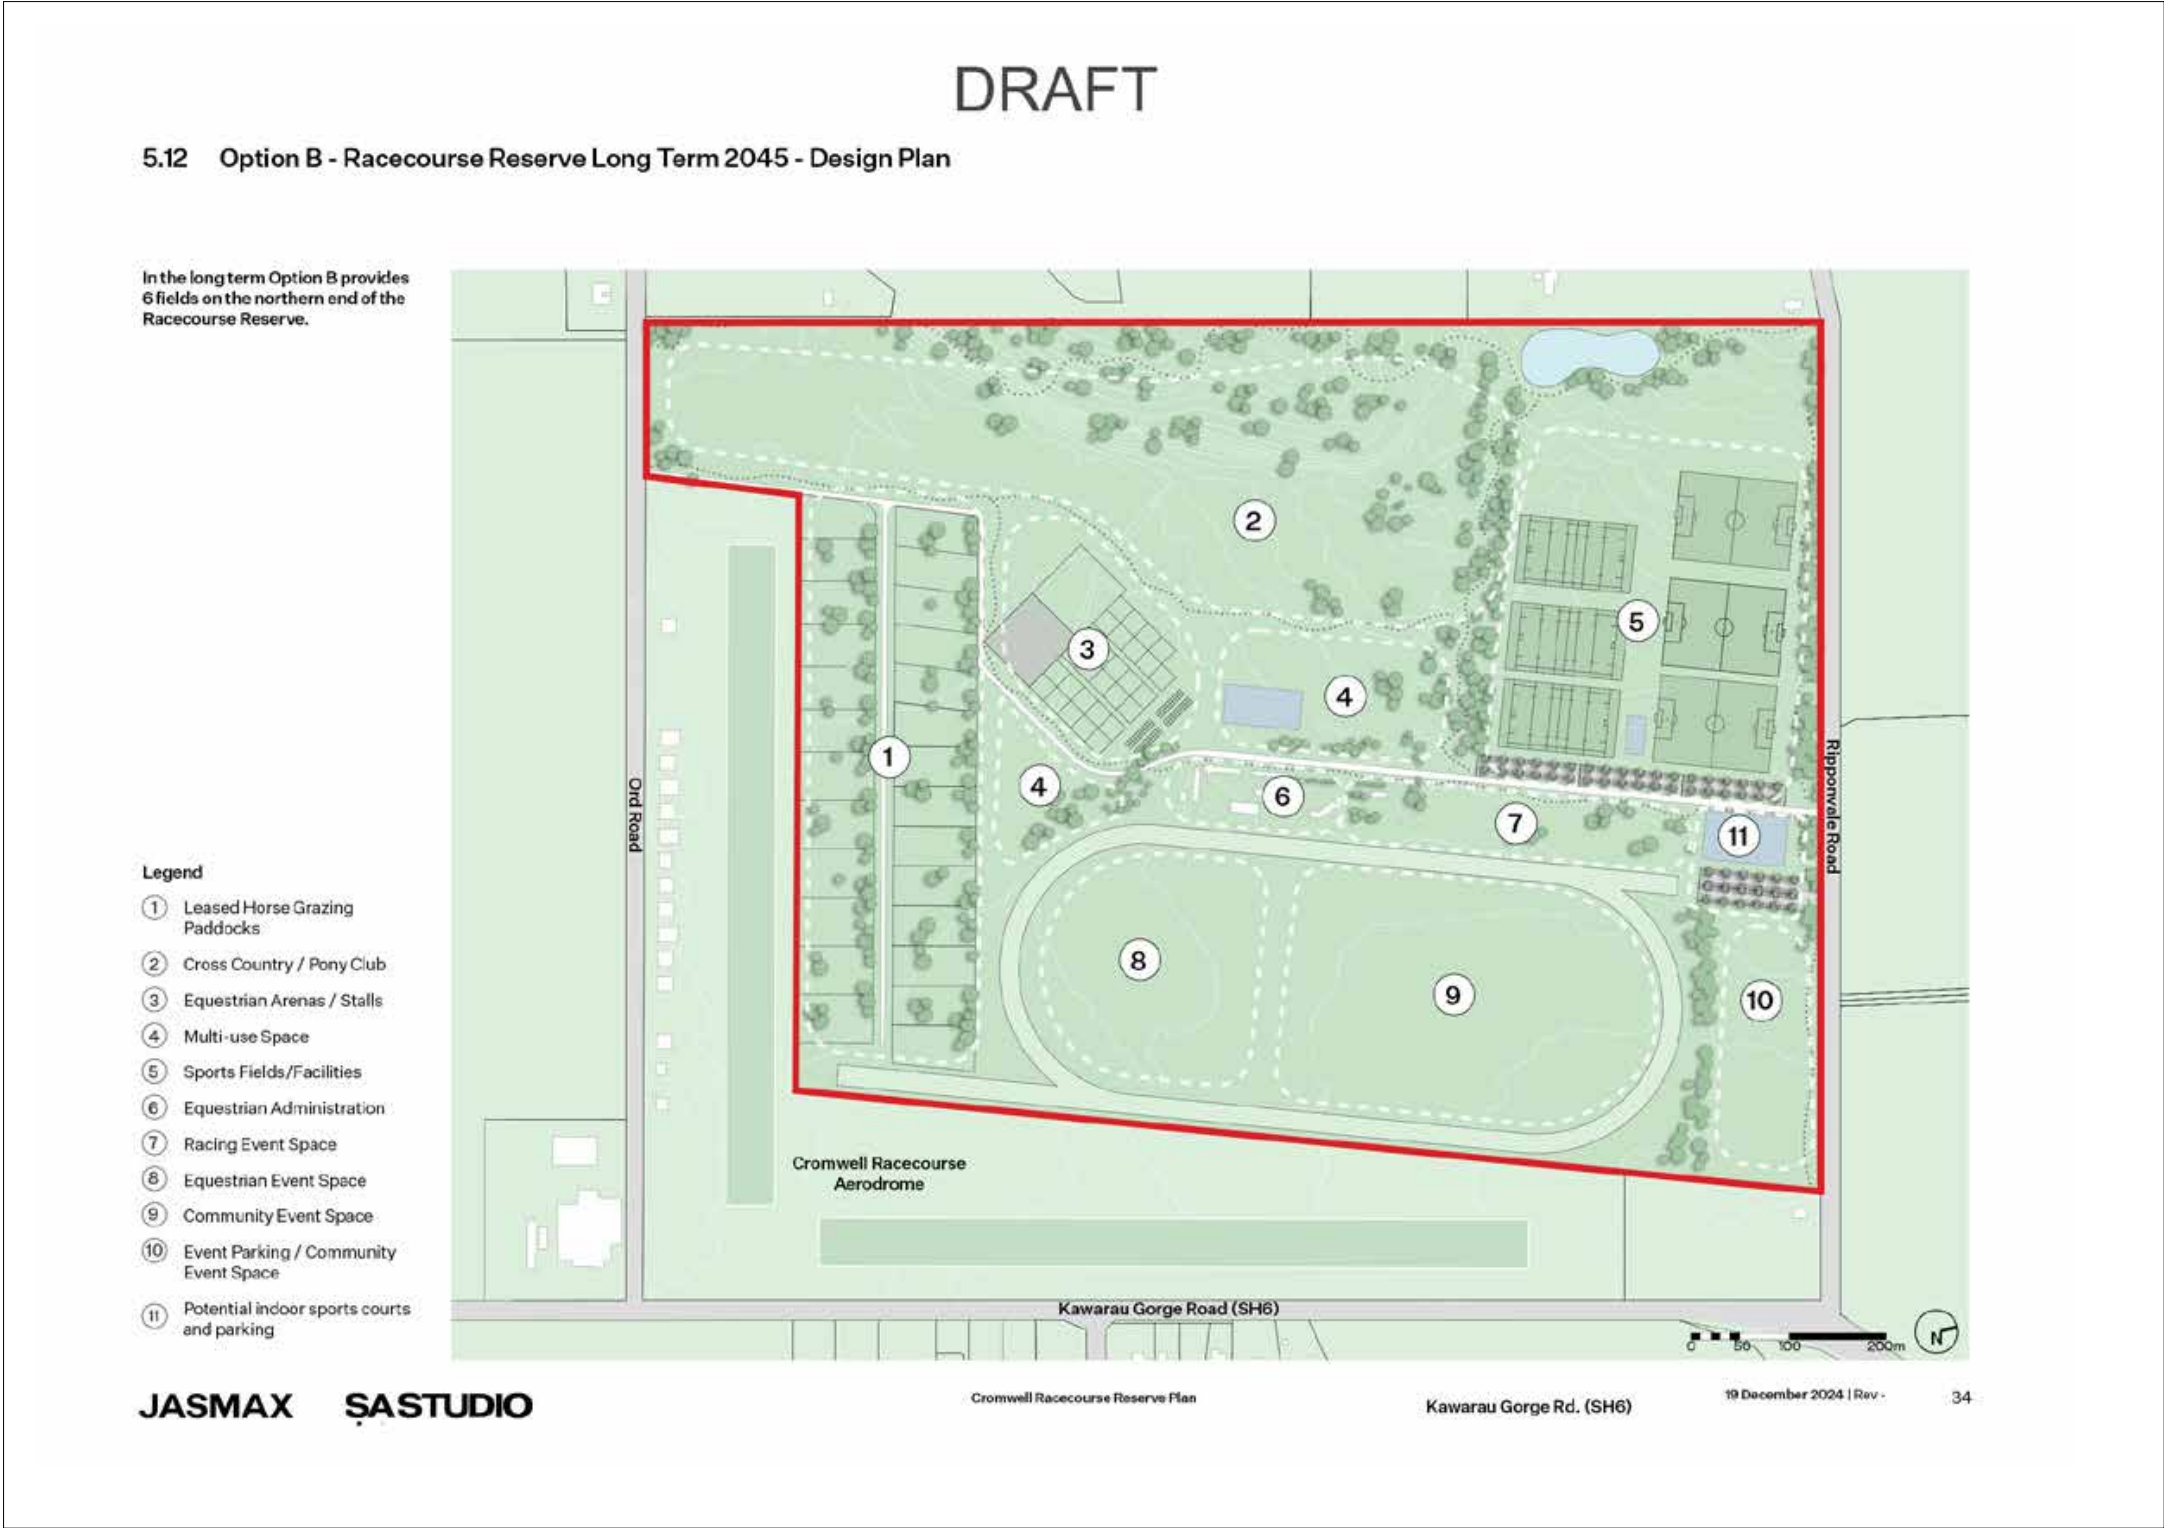 DRAFT
5.12 Option B - Racecourse Reserve Long Term 2045 - Design Plan
In the long term Option B provides
6 fields on the northern end of the
Racecourse Reserve.
Legend
1 Leased Horse Grazing
Paddocks
2 Cross Country / Pony Club
3 Equestrian Arenas / Stalls
4 Multi-use Space
5 Sports Fields/Facilities
6 Equestrian Administration
7 Racing Event Space
8 Equestrian Event Space
9 Community Event Space
10 Event Parking / Community
Event Space
11 Potential indoor sports courts
and parking
2
5
3
4
1
4
6
7
11
8
9
10
Ord Road
Ripponvale Road
Cromwell Racecourse
Aerodrome
Kawarau Gorge Road (SH6)
0 50 100 200m
N
JASMAX
SASTUDIO
Cromwell Racecourse Reserve Plan
Kawarau Gorge Rd. (SH6)
19 December 2024 | Rev -
34